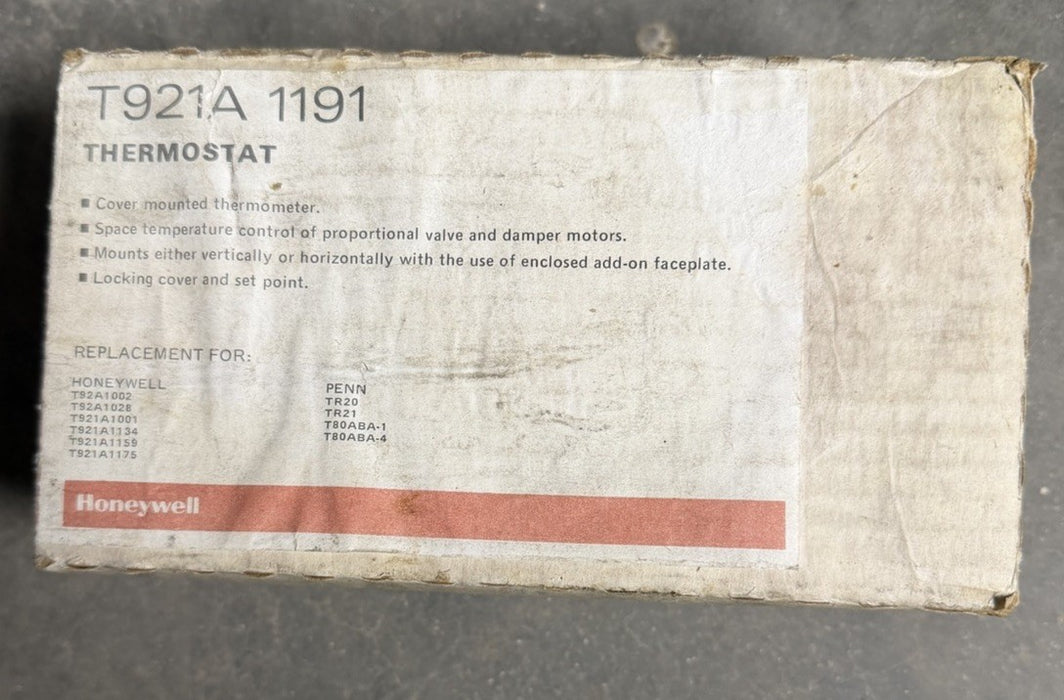 T921A 1191
THERMOSTAT
■ Cover mounted thermometer.
■ Space temperature control of proportional valve and damper motors.
■ Mounts either vertically or horizontally with the use of enclosed add-on faceplate.
■ Locking cover and set point.
REPLACEMENT FOR:
HONEYWELL
T92A1002
T92A1028
T921A1001
T921A1134
T921A1159
T921A1175
PENN
TR20
TR21
T80ABA-1
T80ABA-4
Honeywell